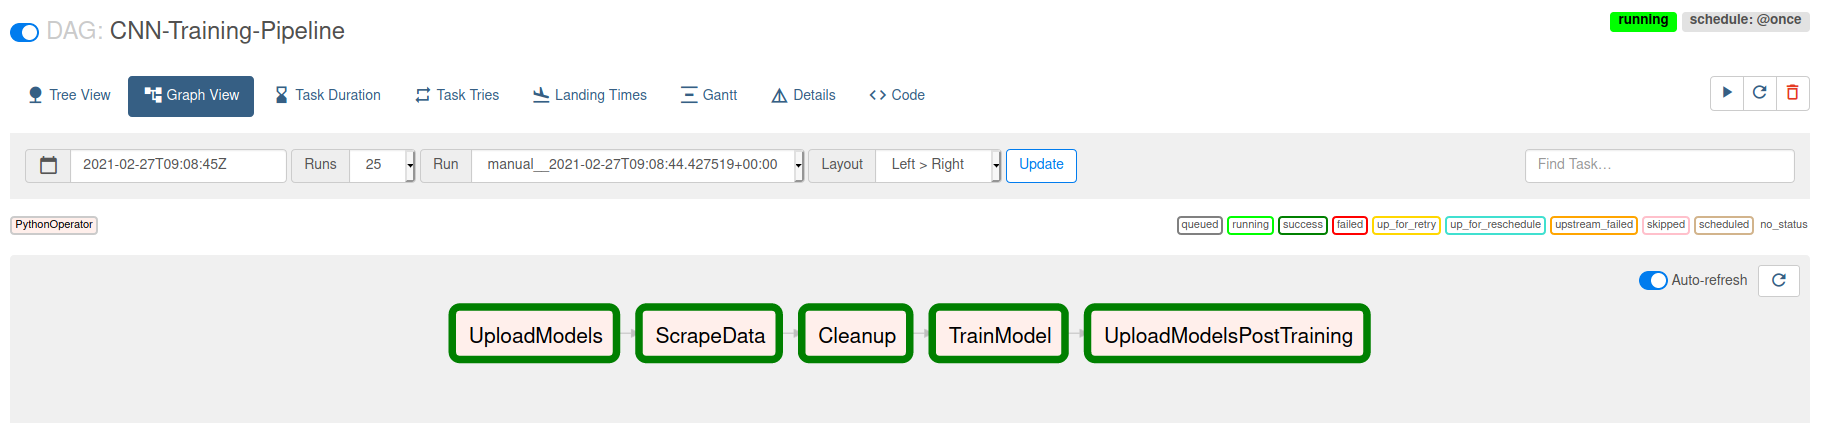 DAG: CNN-Training-Pipeline
running schedule: @once
Tree View Graph View Task Duration Task Tries Landing Times Gantt Details Code
2021-02-27T09:08:45Z Runs 25 Run manual__2021-02-27T09:08:44.427519+00:00 Layout Left > Right Update Find Task...
PythonOperator queued running success failed up_for_retry up_for_reschedule upstream_failed skipped scheduled no_status
Auto-refresh
UploadModels ScrapeData Cleanup TrainModel UploadModelsPostTraining